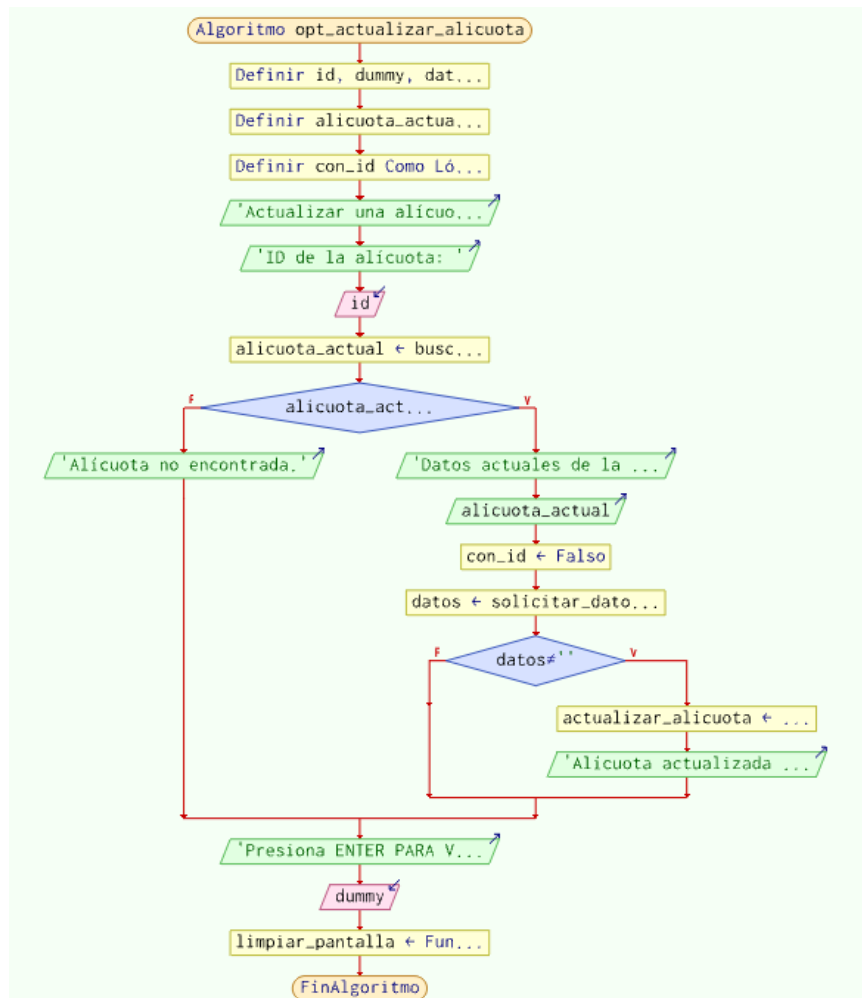 Algoritmo opt_actualizar_alicuota
Definir id, dummy, dat...
Definir alicuota_actua...
Definir con_id Como Ló...
'Actualizar una alícuo...
'ID de la alícuota: '
id
alicuota_actual ← busc...
F
alicuota_act...
V
'Alícuota no encontrada.'
'Datos actuales de la ...
alicuota_actual
con_id ← Falso
datos ← solicitar_dato...
F
datos≠''
V
actualizar_alicuota ← ...
'Alícuota actualizada ...
'Presiona ENTER PARA V...
dummy
limpiar_pantalla ← Fun...
FinAlgoritmo